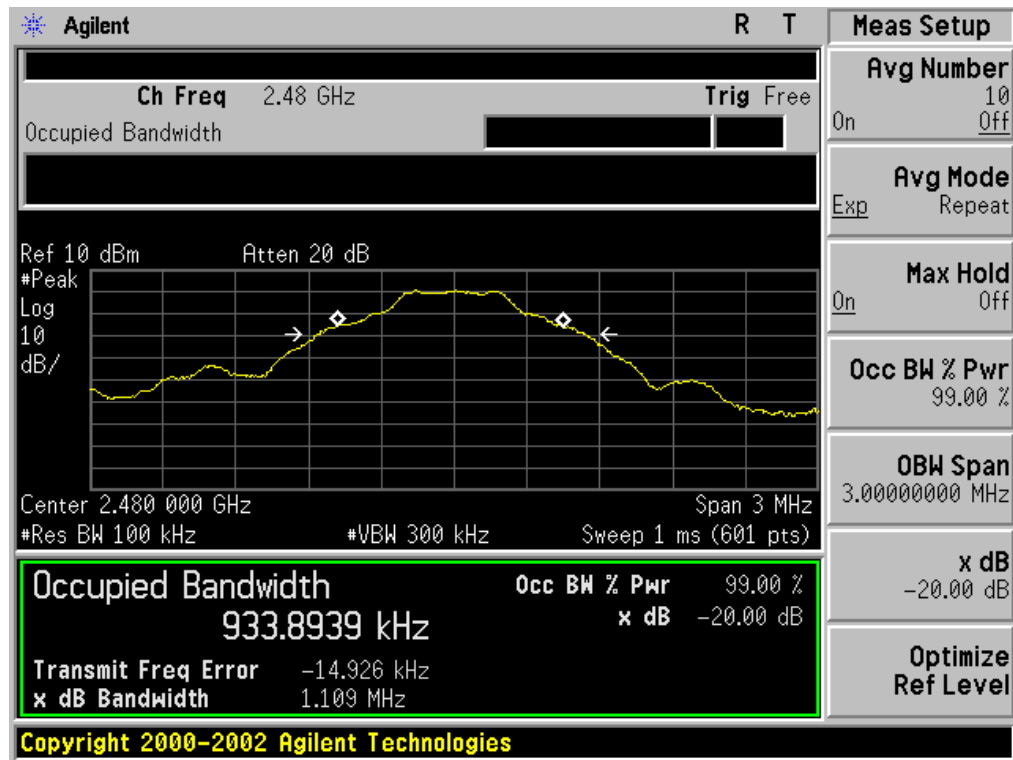 Agilent R T Meas Setup
Ch Freq 2.48 GHz Trig Free
Occupied Bandwidth
Ref 10 dBm Atten 20 dB
#Peak
Log
10
dB/
Center 2.480 000 GHz Span 3 MHz
#Res BW 100 kHz #VBW 300 kHz Sweep 1 ms (601 pts)
Occupied Bandwidth Occ BW % Pwr 99.00 %
933.8939 kHz x dB -20.00 dB
Transmit Freq Error -14.926 kHz
x dB Bandwidth 1.109 MHz
Copyright 2000-2002 Agilent Technologies
Avg Number
10
On Off
Avg Mode
Exp Repeat
Max Hold
On Off
Occ BW % Pwr
99.00 %
OBW Span
3.00000000 MHz
x dB
-20.00 dB
Optimize
Ref Level